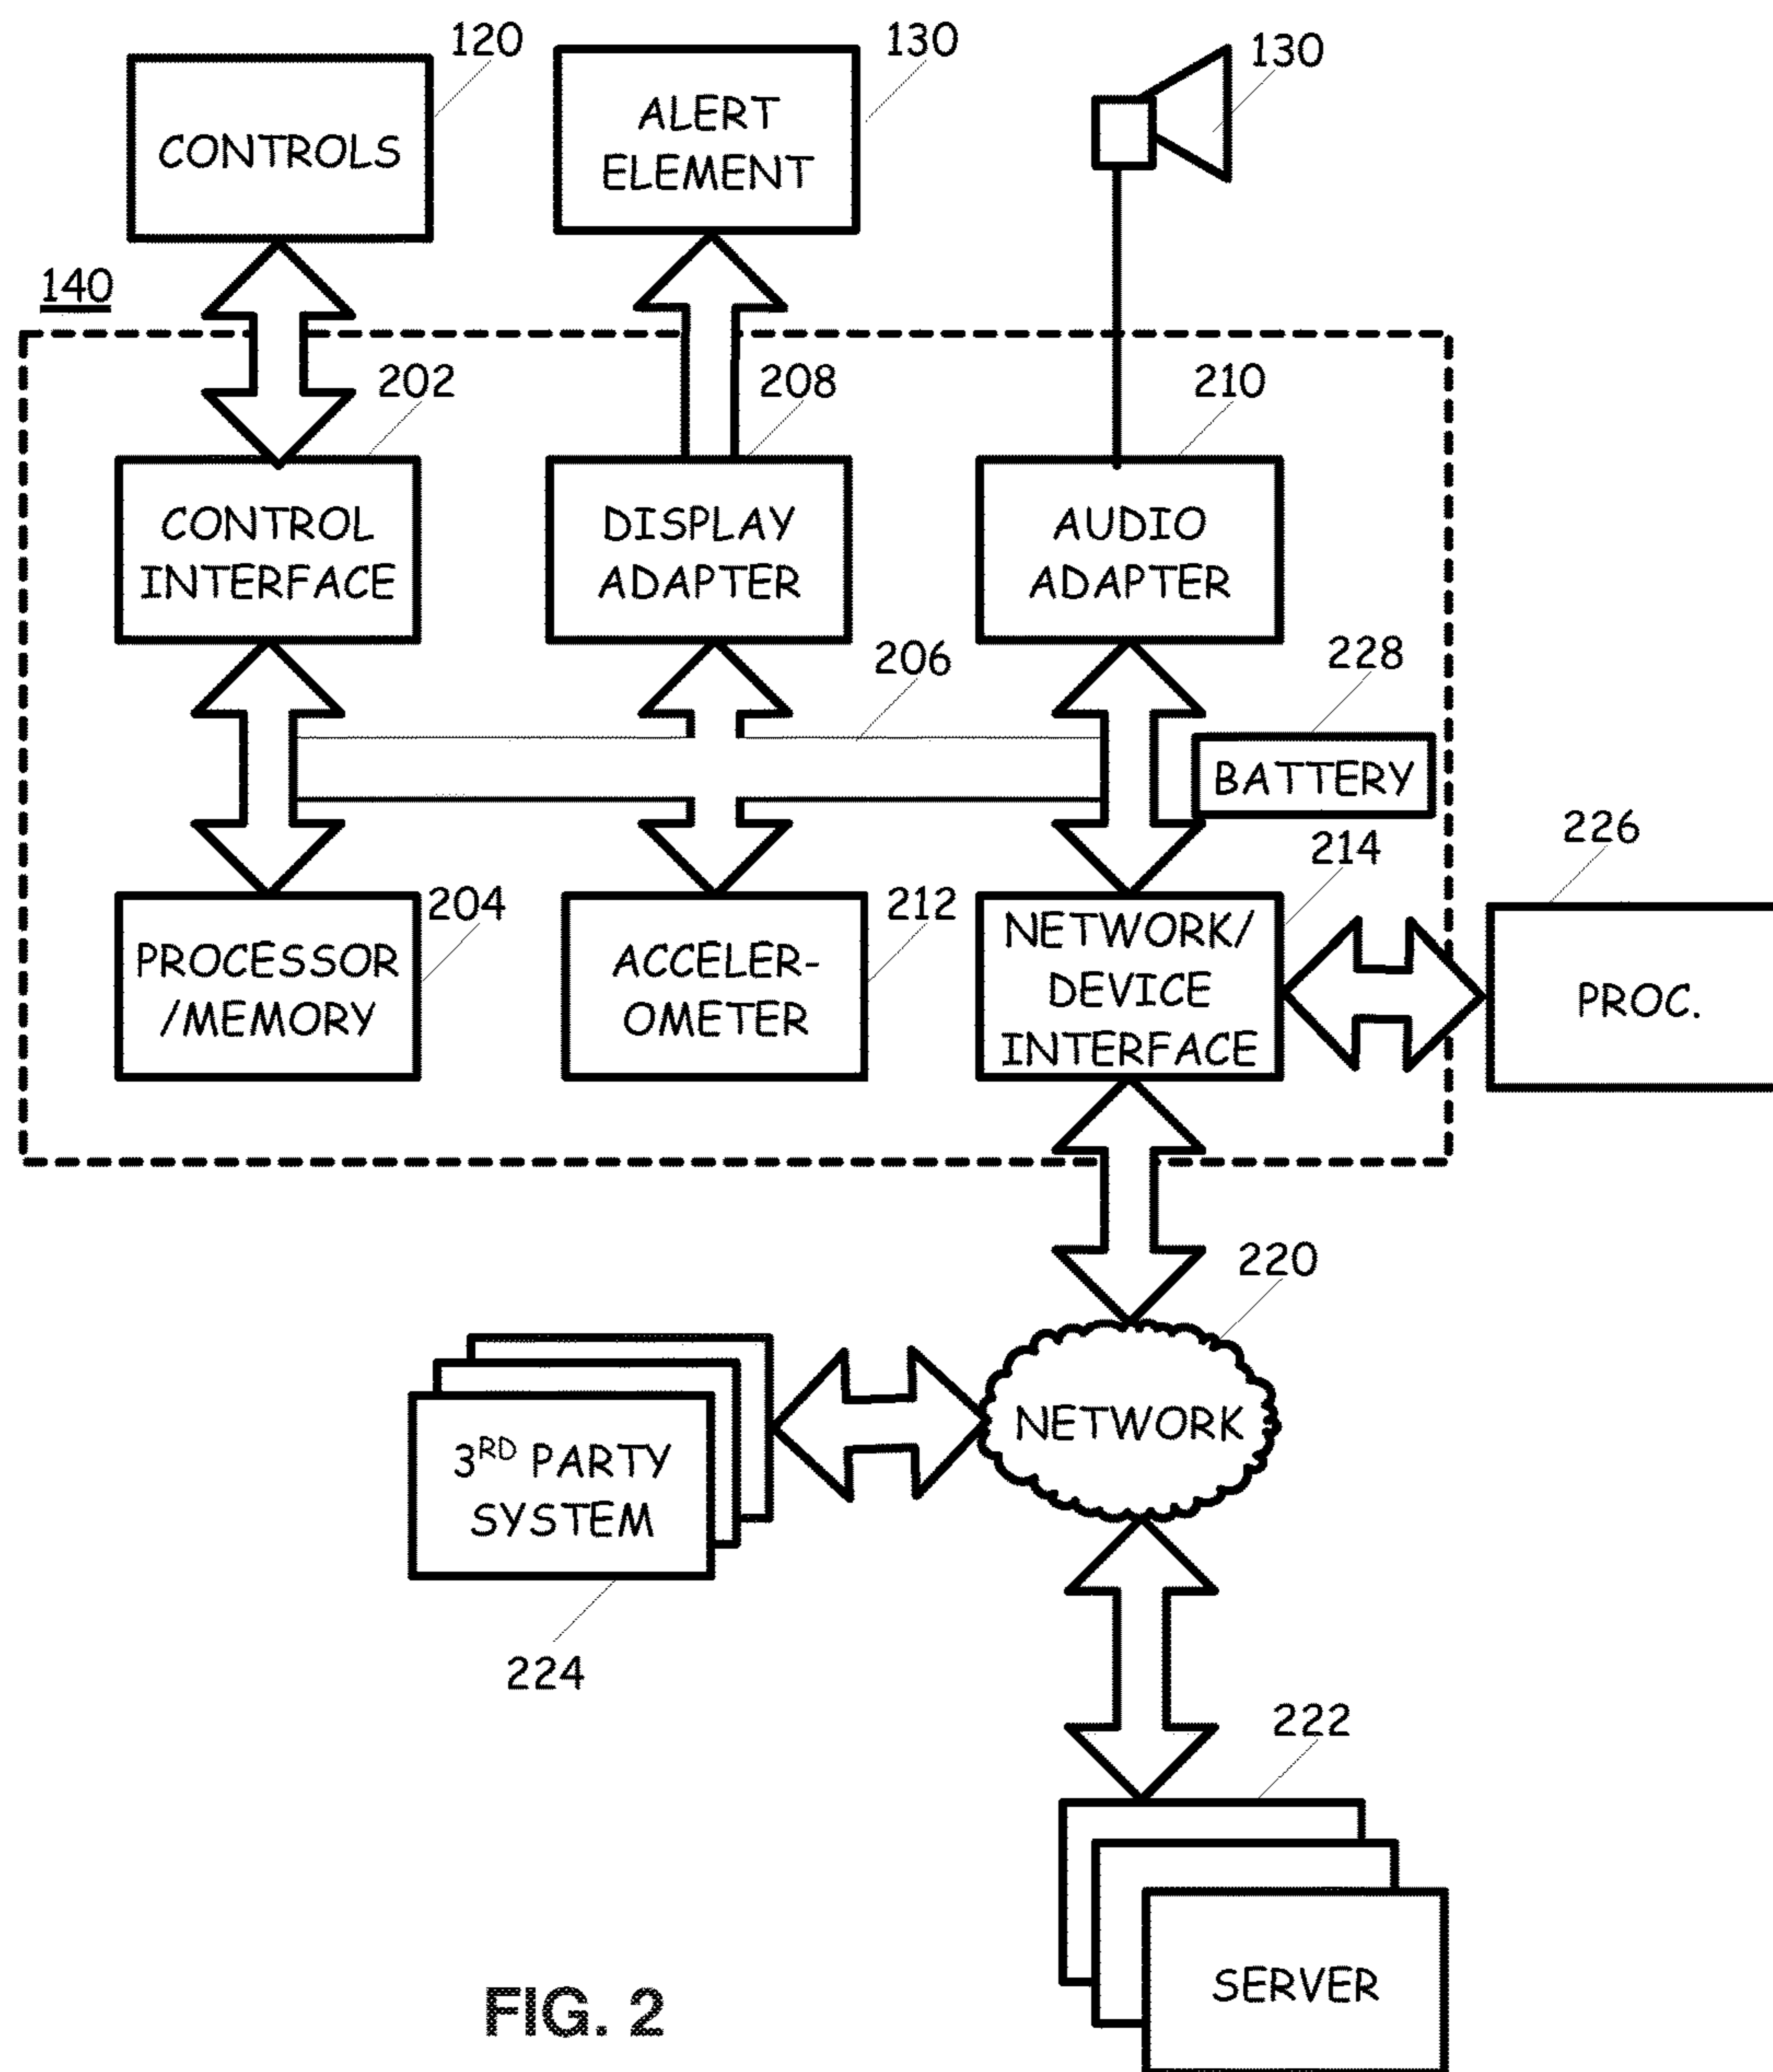 120
130
130
CONTROLS
ALERT
ELEMENT
140
202
208
210
CONTROL
INTERFACE
DISPLAY
ADAPTER
AUDIO
ADAPTER
206
228
BATTERY
226
214
204
212
PROCESSOR
/MEMORY
ACCELER-
OMETER
NETWORK/
DEVICE
INTERFACE
PROC.
220
NETWORK
3RD PARTY
SYSTEM
224
222
SERVER
FIG. 2